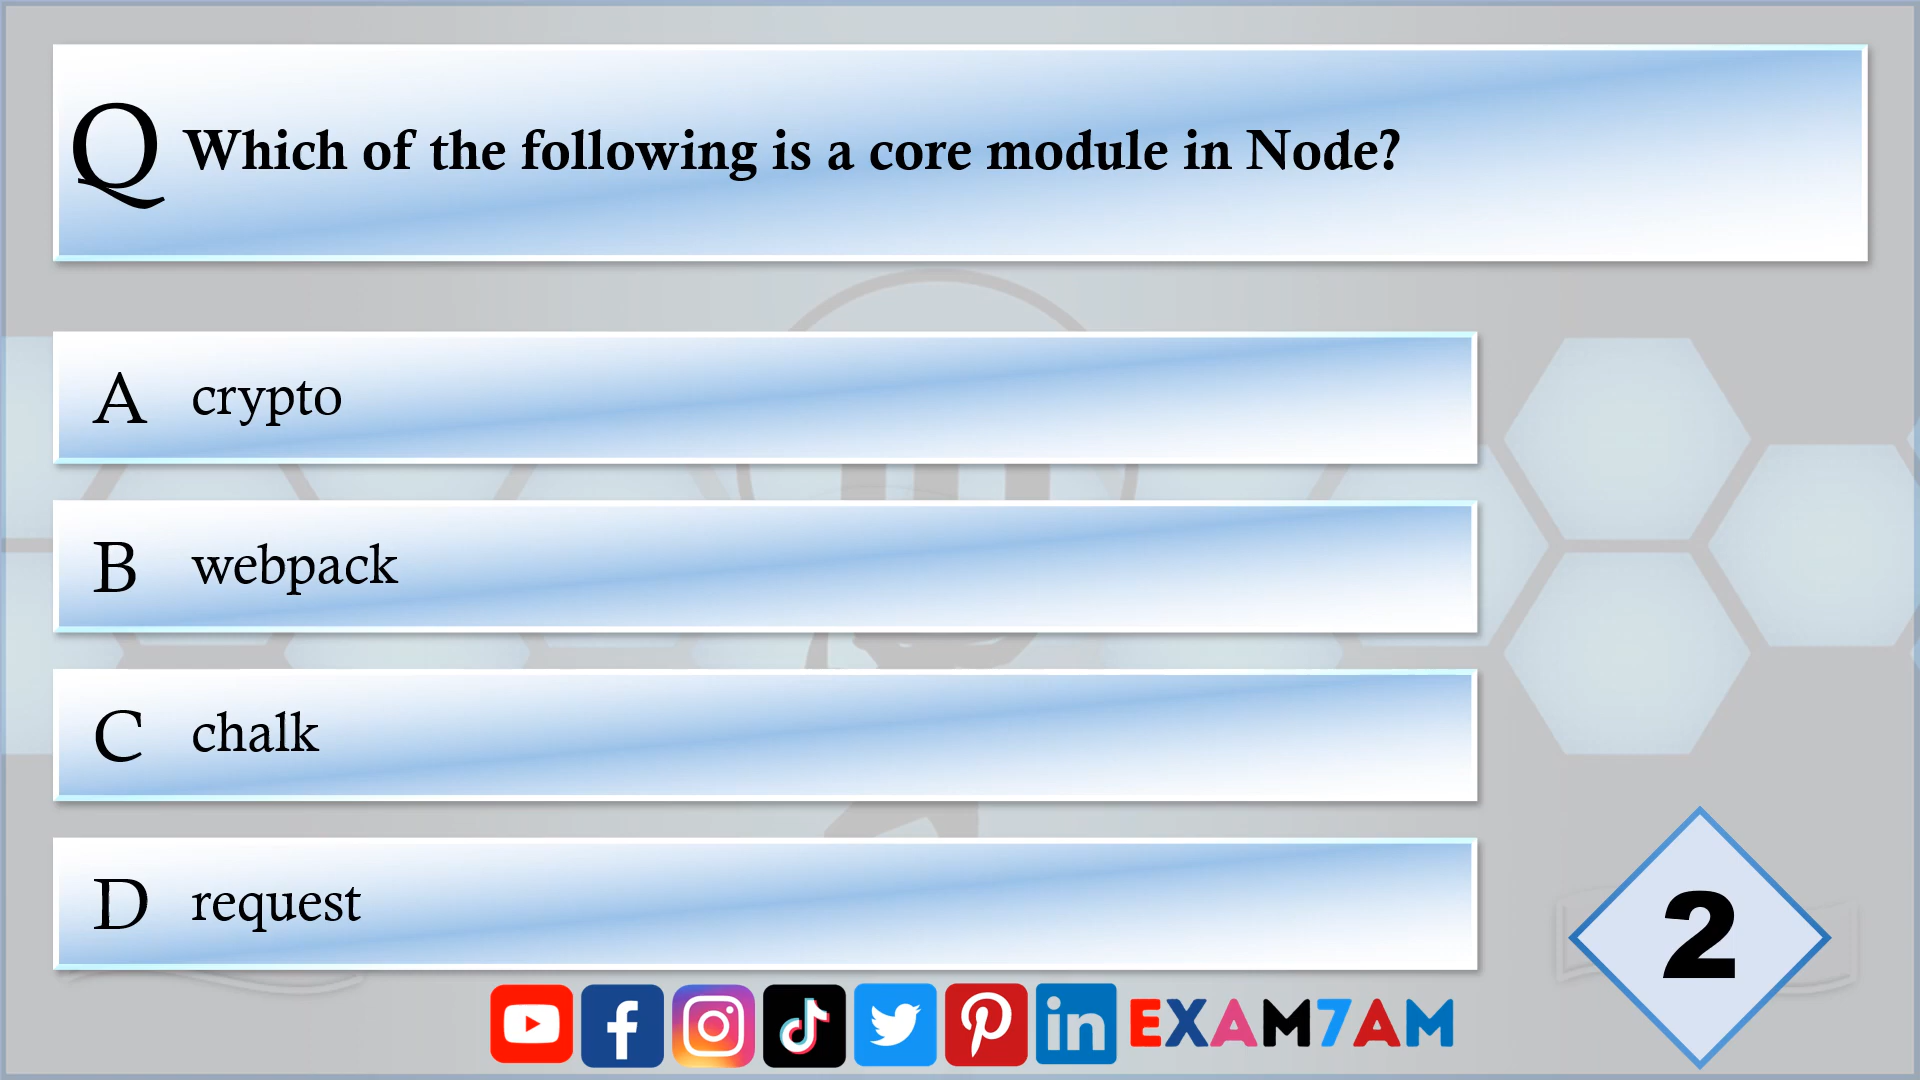 Q Which of the following is a core module in Node?
A crypto
B webpack
C chalk
D request
2
EXAM7AM